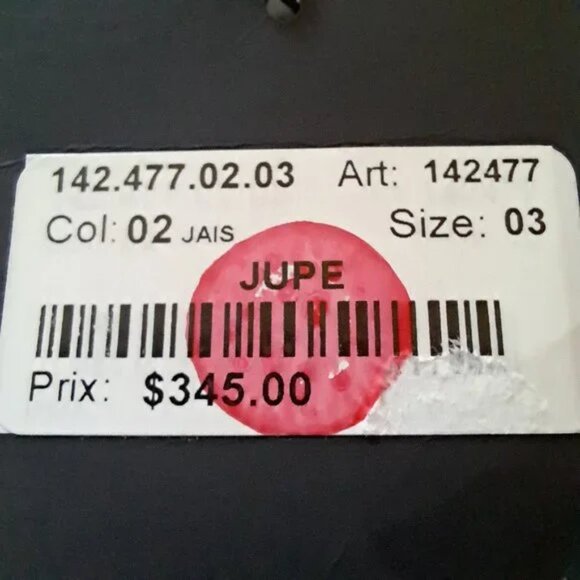 142.477.02.03 Art: 142477
Col: 02 JAIS Size: 03
JUPE
Prix: $345.00